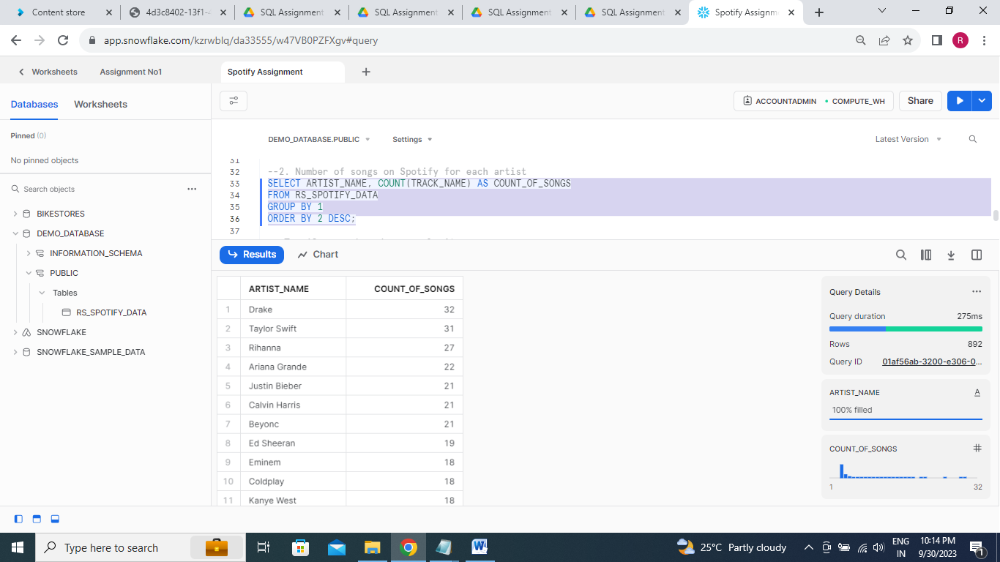 Content store
4d3c8402-13f1-4
SQL Assignment
SQL Assignment
SQL Assignment
SQL Assignment
Spotify Assignm
app.snowflake.com/kzrwblq/da33555/w47VB0PZFXgv#query
R
Worksheets
Assignment No1
Spotify Assignment
Databases
Worksheets
ACCOUNTADMIN
COMPUTE_WH
Share
Pinned (0)
No pinned objects
DEMO_DATABASE.PUBLIC
Settings
Latest Version
Search objects
BIKESTORES
DEMO_DATABASE
INFORMATION_SCHEMA
PUBLIC
Tables
RS_SPOTIFY_DATA
SNOWFLAKE
SNOWFLAKE_SAMPLE_DATA
31
32 --2. Number of songs on Spotify for each artist
33 SELECT ARTIST_NAME, COUNT(TRACK_NAME) AS COUNT_OF_SONGS
34 FROM RS_SPOTIFY_DATA
35 GROUP BY 1
36 ORDER BY 2 DESC;
37
Results
Chart
ARTIST_NAME COUNT_OF_SONGS
1 Drake 32
2 Taylor Swift 31
3 Rihanna 27
4 Ariana Grande 22
5 Justin Bieber 21
6 Calvin Harris 21
7 Beyonc 21
8 Ed Sheeran 19
9 Eminem 18
10 Coldplay 18
11 Kanye West 18
Query Details
Query duration 275ms
Rows 892
Query ID 01af56ab-3200-e306-0...
ARTIST_NAME A
100% filled
COUNT_OF_SONGS #
1 32
Type here to search
25°C Partly cloudy
ENG
IN
10:14 PM
9/30/2023
1